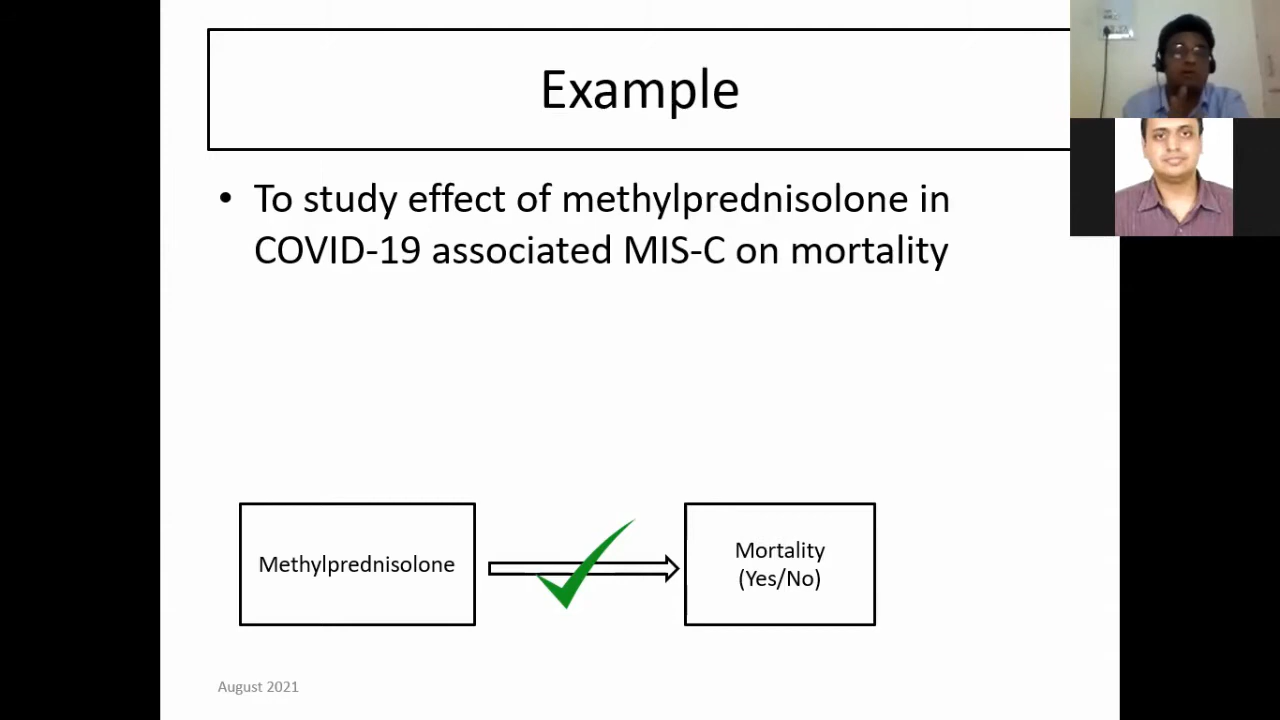 Example
• To study effect of methylprednisolone in
COVID-19 associated MIS-C on mortality
Methylprednisolone
Mortality
(Yes/No)
August 2021